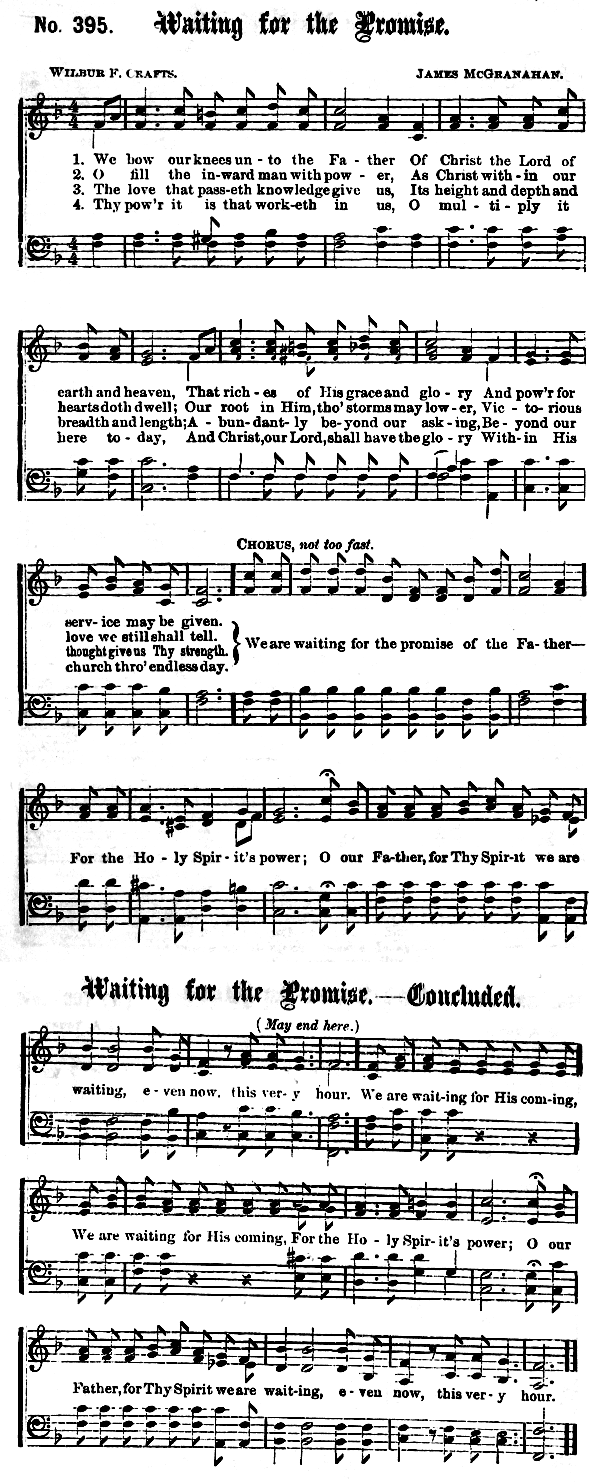 No. 395. Waiting for the Promise.
WILBUR F. CRAFTS. JAMES MCGRANAHAN.
1. We bow our knees un - to the Fa - ther Of Christ the Lord of
2. O fill the in-ward man with pow - er, As Christ with - in our
3. The love that pass-eth knowledge give us, Its height and depth and
4. Thy pow'r it is that work-eth in us, O mul - ti - ply it
earth and heaven, That rich - es of His grace and glo - ry And pow'r for
hearts doth dwell; Our root in Him, tho' storms may low - er, Vic - to- rious
breadth and length; A - bun - dant- ly be-yond our ask - ing, Be - yond our
here to - day, And Christ, our Lord, shall have the glo - ry With- in His
CHORUS, not too fast.
serv- ice may be given.
love we still shall tell.
thought give us Thy strength.
church thro' endless day.
We are waiting for the promise of the Fa- ther—
For the Ho - ly Spir - it's power; O our Fa-ther, for Thy Spir-it we are
Waiting for the Promise.—Concluded.
(May end here.)
waiting, e - ven now, this ver- y hour. We are wait-ing for His com-ing,
We are waiting for His coming, For the Ho - ly Spir- it's power; O our
Father, for Thy Spirit we are wait-ing, e - ven now, this ver- y hour.